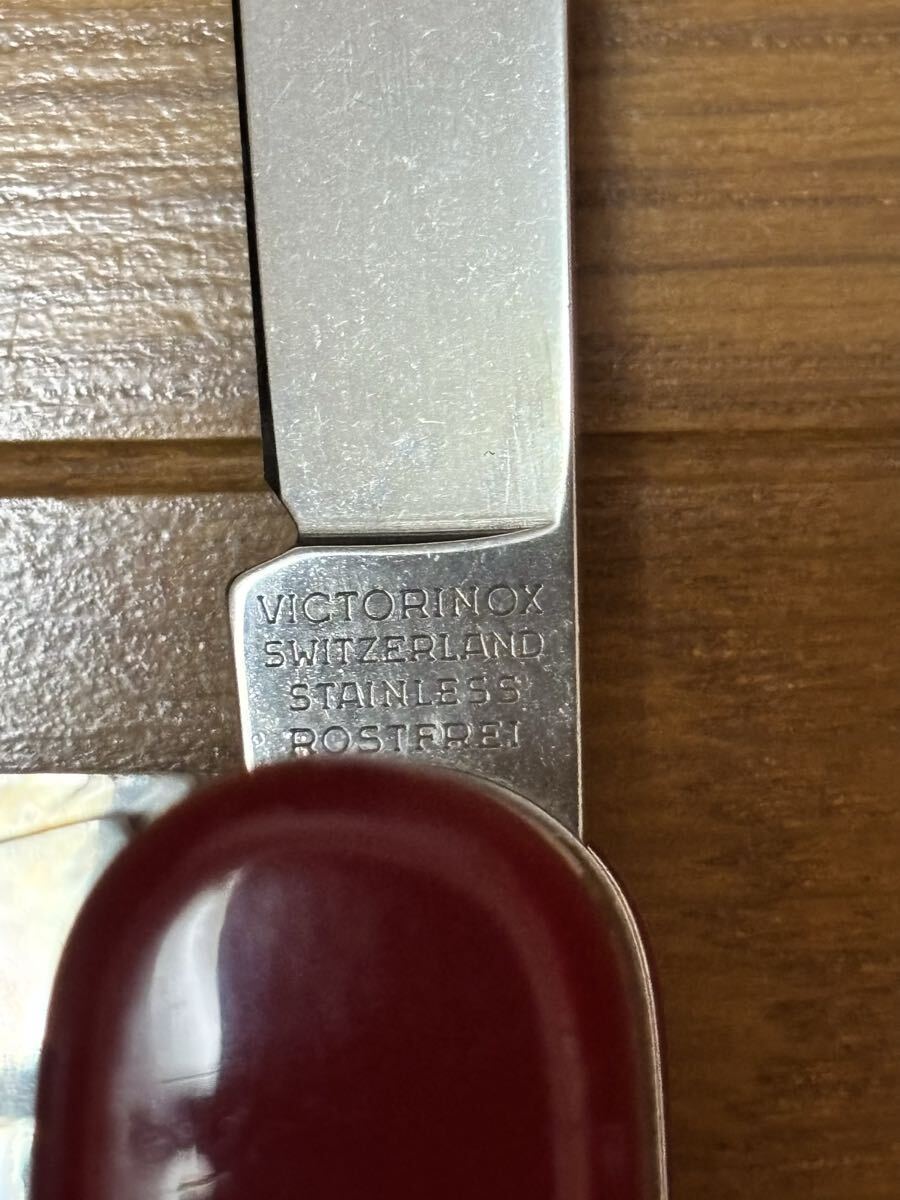 VICTORINOX
SWITZERLAND
STAINLESS
ROSTFREI